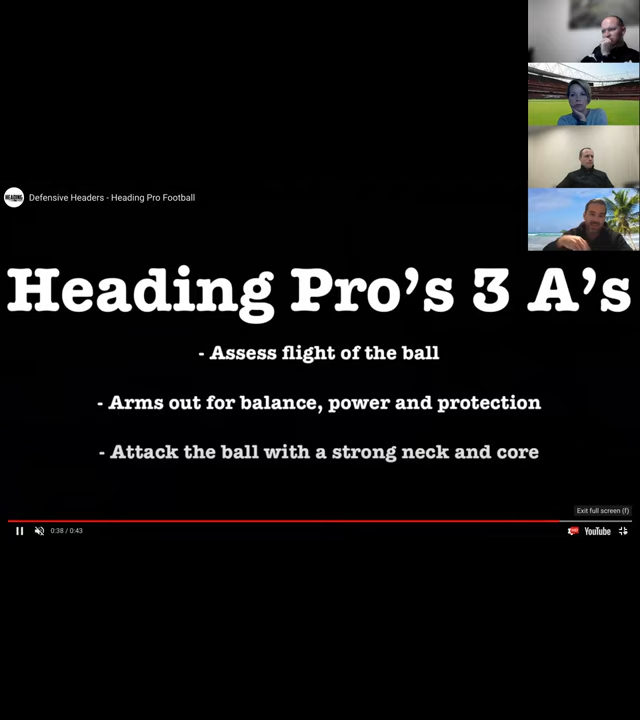 HEADING
Defensive Headers - Heading Pro Football
Heading Pro’s 3 A’s
- Assess flight of the ball
- Arms out for balance, power and protection
- Attack the ball with a strong neck and core
Exit full screen (f)
0:38 / 0:43
YouTube